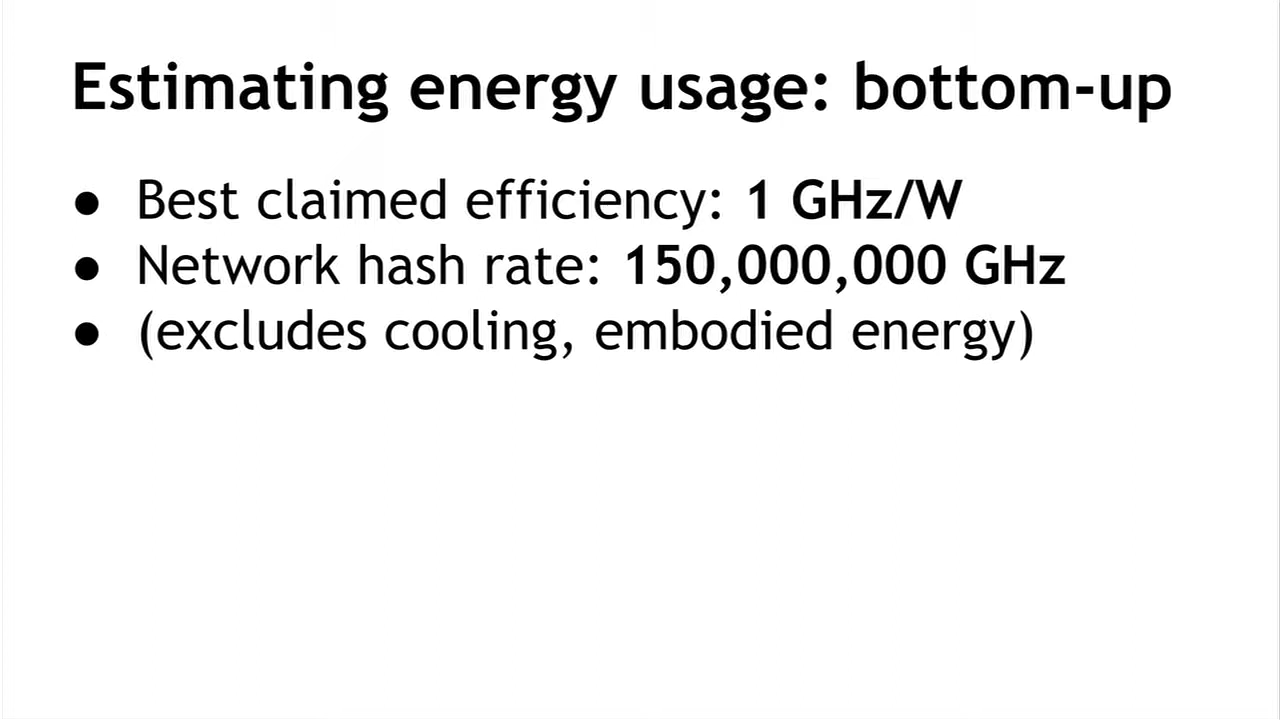 Estimating energy usage: bottom-up
● Best claimed efficiency: 1 GHz/W
● Network hash rate: 150,000,000 GHz
● (excludes cooling, embodied energy)